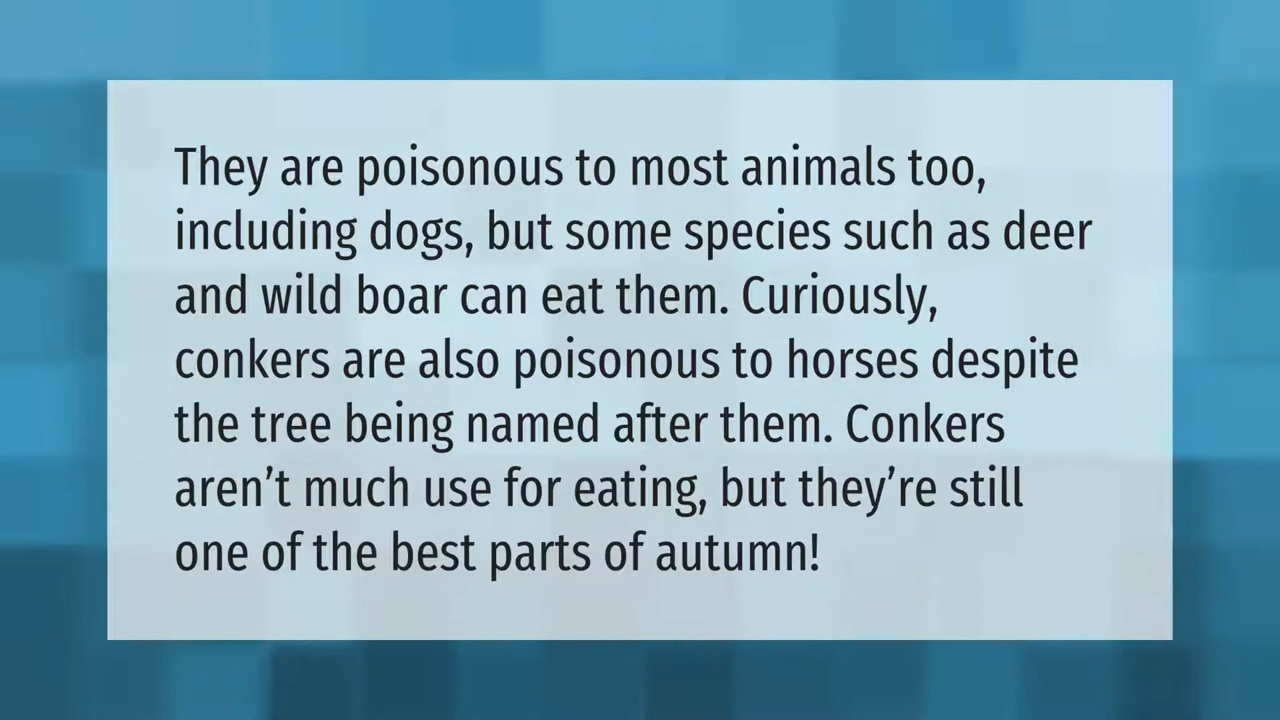 They are poisonous to most animals too,
including dogs, but some species such as deer
and wild boar can eat them. Curiously,
conkers are also poisonous to horses despite
the tree being named after them. Conkers
aren’t much use for eating, but they’re still
one of the best parts of autumn!